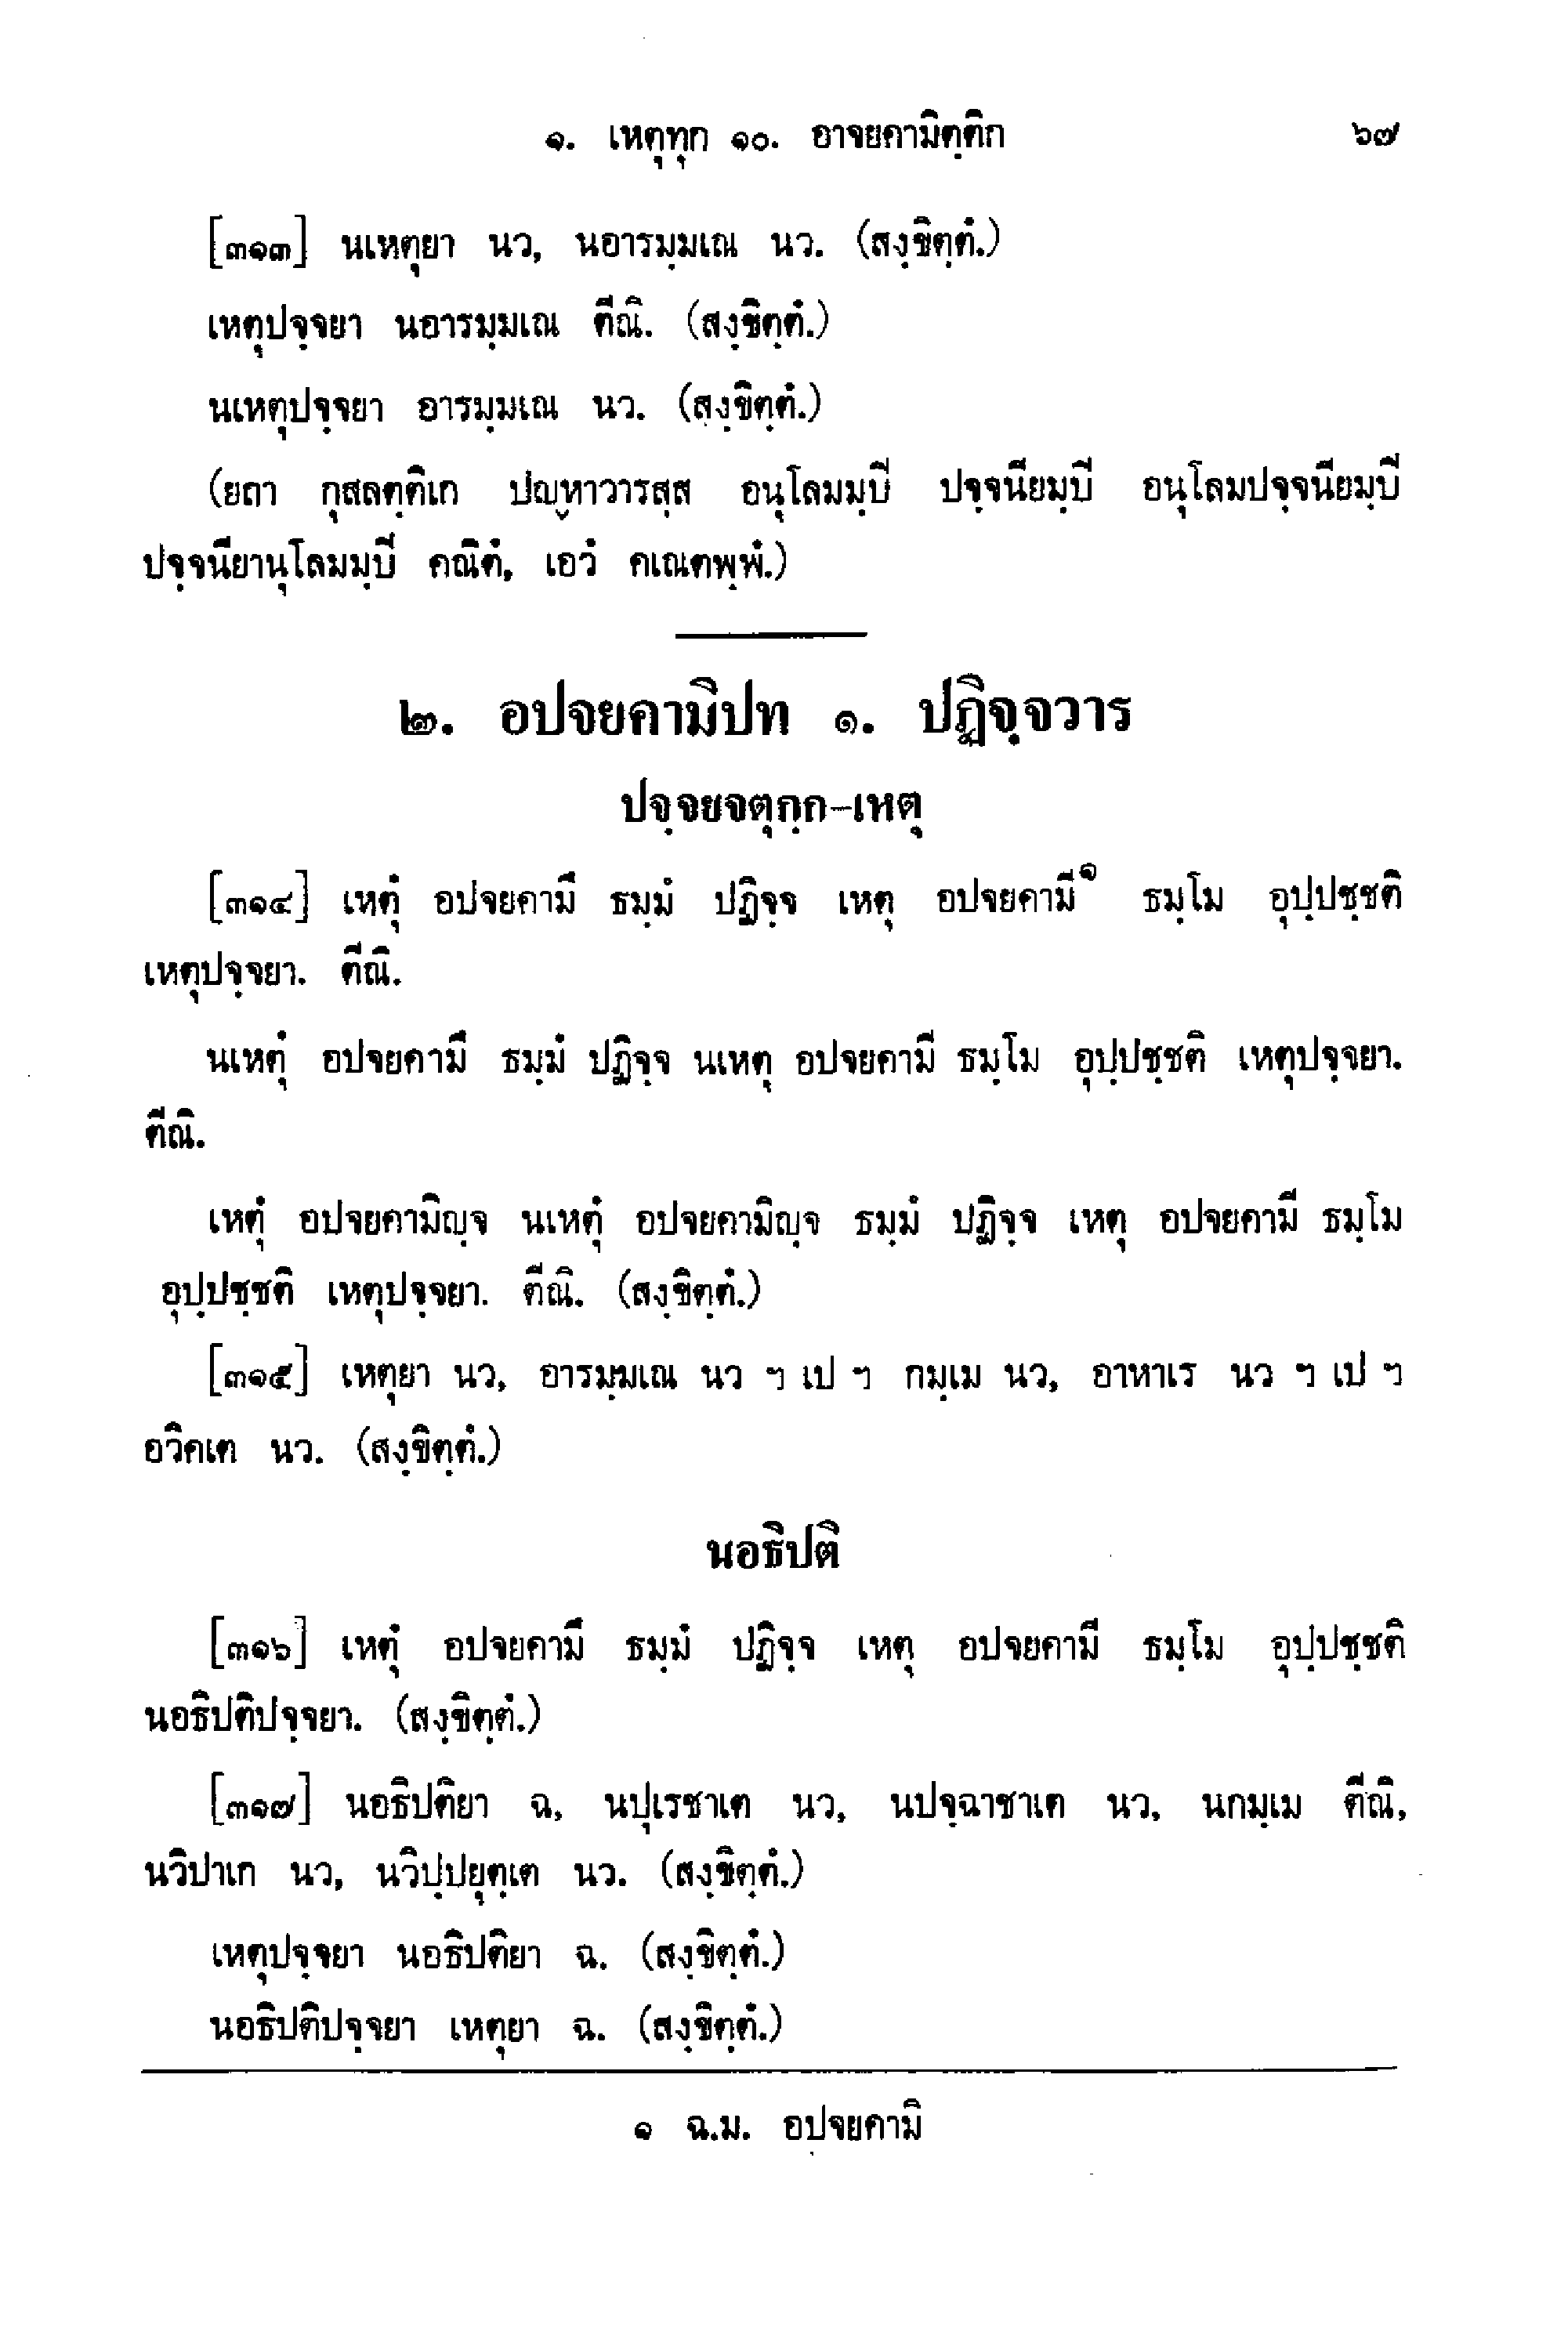 ๑. เหตุทุก ๑๐. อาจยคามิตฺติก ๖๗
[๓๑๓] นเหตุยา นว, นอารมฺมเณ นว. (สงฺขิตฺตํ.)
เหตุปจฺจยา นอารมฺมเณ ตีณิ. (สงฺขิตฺตํ.)
นเหตุปจฺจยา อารมฺมเณ นว. (สงฺขิตฺตํ.)
(ยถา กุสลตฺติเก ปญฺหาวารสฺส อนุโลมมฺปิ ปจฺจนียมฺปิ อนุโลมปจฺจนียมฺปิ
ปจฺจนียานุโลมมฺปิ คณิตํ, เอวํ คเณตพฺพํ.)
๒. อปจยคามิปท ๑. ปฏิจฺจวาร
ปจฺจยจตุกฺก-เหตุ
[๓๑๔] เหตุํ อปจยคามึ ธมฺมํ ปฏิจฺจ เหตุ อปจยคามี๑ ธมฺโม อุปฺปชฺชติ
เหตุปจฺจยา. ตีณิ.
นเหตุํ อปจยคามึ ธมฺมํ ปฏิจฺจ นเหตุ อปจยคามี ธมฺโม อุปฺปชฺชติ เหตุปจฺจยา.
ตีณิ.
เหตุํ อปจยคามิญฺจ นเหตุํ อปจยคามิญฺจ ธมฺมํ ปฏิจฺจ เหตุ อปจยคามี ธมฺโม
อุปฺปชฺชติ เหตุปจฺจยา. ตีณิ. (สงฺขิตฺตํ.)
[๓๑๕] เหตุยา นว, อารมฺมเณ นว ฯ เป ฯ กมฺเม นว, อาหาเร นว ฯ เป ฯ
อวิคเต นว. (สงฺขิตฺตํ.)
นอธิปติ
[๓๑๖] เหตุํ อปจยคามึ ธมฺมํ ปฏิจฺจ เหตุ อปจยคามี ธมฺโม อุปฺปชฺชติ
นอธิปติปจฺจยา. (สงฺขิตฺตํ.)
[๓๑๗] นอธิปติยา ฉ, นปุเรชาเต นว, นปจฺฉาชาเต นว, นกมฺเม ตีณิ,
นวิปาเก นว, นวิปฺปยุตฺเต นว. (สงฺขิตฺตํ.)
เหตุปจฺจยา นอธิปติยา ฉ. (สงฺขิตฺตํ.)
นอธิปติปจฺจยา เหตุยา ฉ. (สงฺขิตฺตํ.)
๑ ฉ.ม. อปจยคามิ